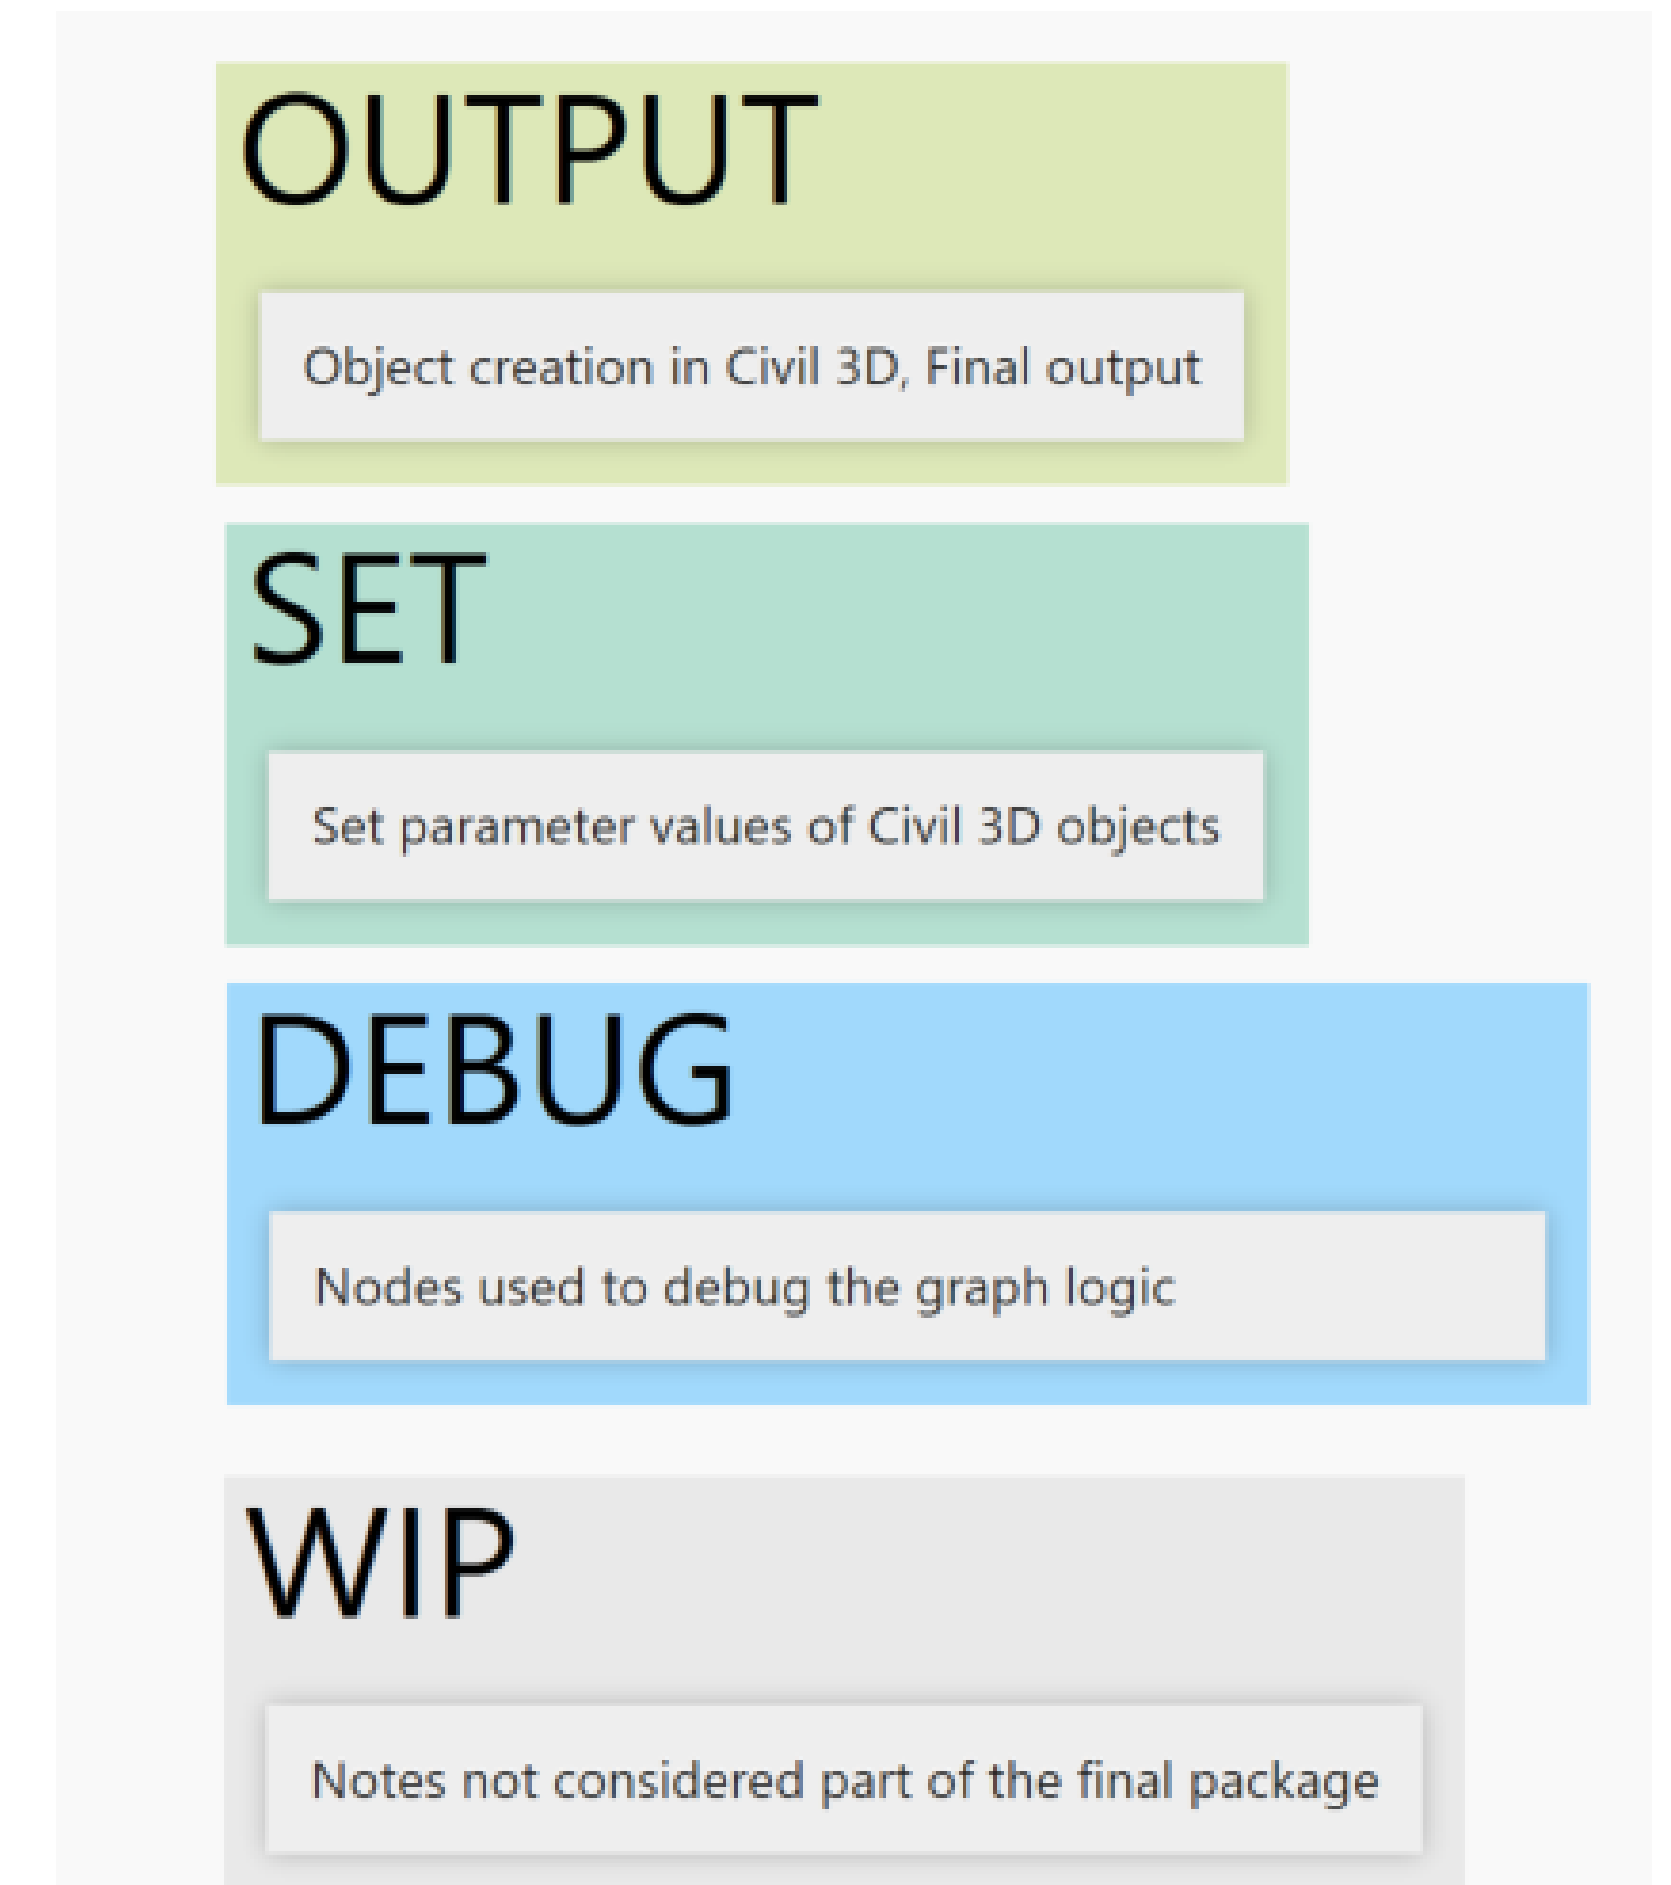 OUTPUT
Object creation in Civil 3D, Final output
SET
Set parameter values of Civil 3D objects
DEBUG
Nodes used to debug the graph logic
WIP
Notes not considered part of the final package